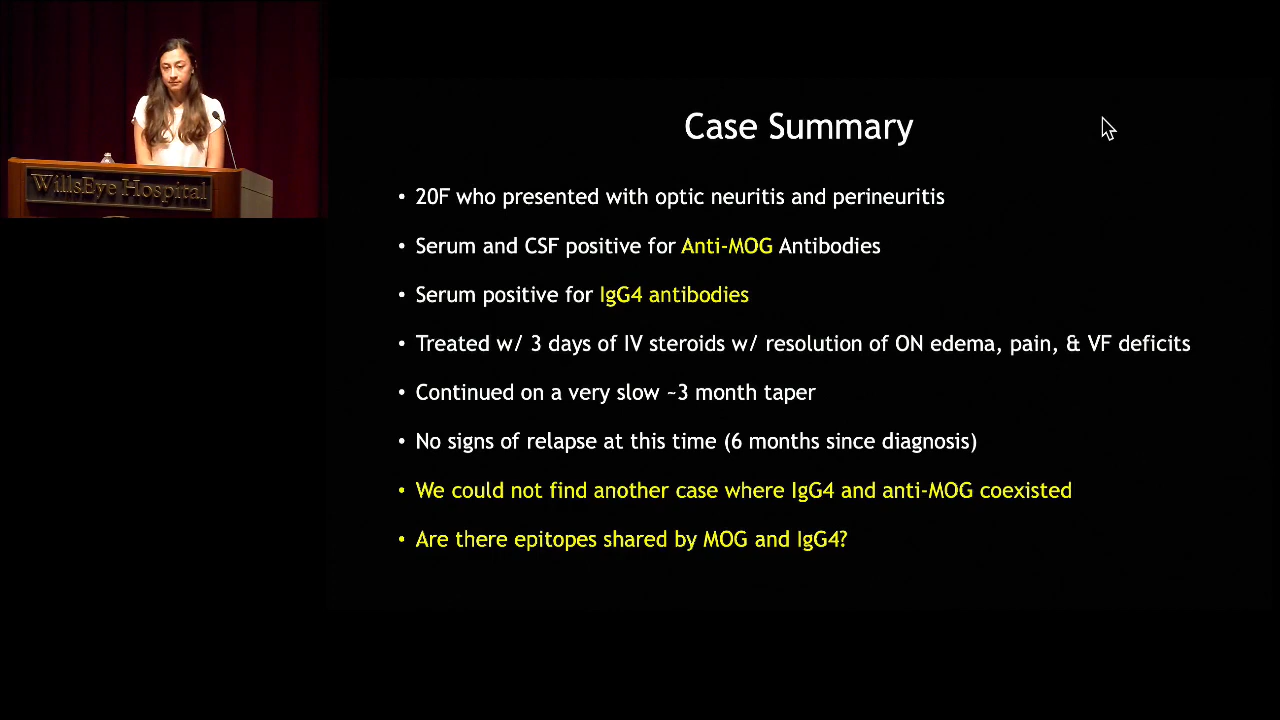 WillsEye Hospital
Case Summary
• 20F who presented with optic neuritis and perineuritis
• Serum and CSF positive for Anti-MOG Antibodies
• Serum positive for IgG4 antibodies
• Treated w/ 3 days of IV steroids w/ resolution of ON edema, pain, & VF deficits
• Continued on a very slow ~3 month taper
• No signs of relapse at this time (6 months since diagnosis)
• We could not find another case where IgG4 and anti-MOG coexisted
• Are there epitopes shared by MOG and IgG4?